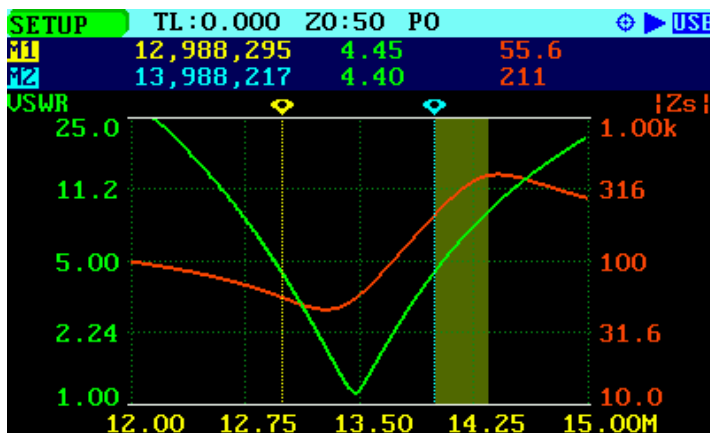 SETUP TL:0.000 Z0:50 P0 USB
M1 12,988,295 4.45 55.6
M2 13,988,217 4.40 211
VSWR |Zs|
25.0 1.00k
11.2 316
5.00 100
2.24 31.6
1.00 10.0
12.00 12.75 13.50 14.25 15.00M